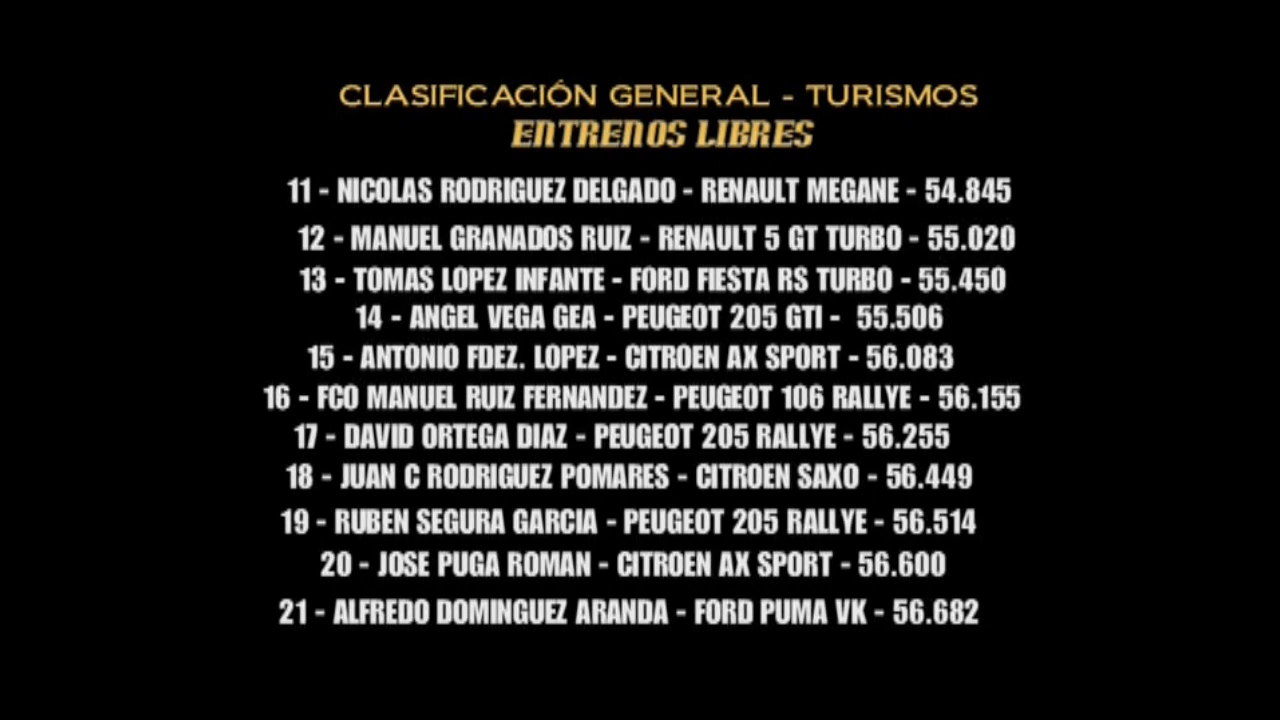 CLASIFICACIÓN GENERAL - TURISMOS
ENTRENOS LIBRES
11 - NICOLAS RODRIGUEZ DELGADO - RENAULT MEGANE - 54.845
12 - MANUEL GRANADOS RUIZ - RENAULT 5 GT TURBO - 55.020
13 - TOMAS LOPEZ INFANTE - FORD FIESTA RS TURBO - 55.450
14 - ANGEL VEGA GEA - PEUGEOT 205 GTI - 55.506
15 - ANTONIO FDEZ. LOPEZ - CITROEN AX SPORT - 56.083
16 - FCO MANUEL RUIZ FERNANDEZ - PEUGEOT 106 RALLYE - 56.155
17 - DAVID ORTEGA DIAZ - PEUGEOT 205 RALLYE - 56.255
18 - JUAN C RODRIGUEZ POMARES - CITROEN SAXO - 56.449
19 - RUBEN SEGURA GARCIA - PEUGEOT 205 RALLYE - 56.514
20 - JOSE PUGA ROMAN - CITROEN AX SPORT - 56.600
21 - ALFREDO DOMINGUEZ ARANDA - FORD PUMA VK - 56.682